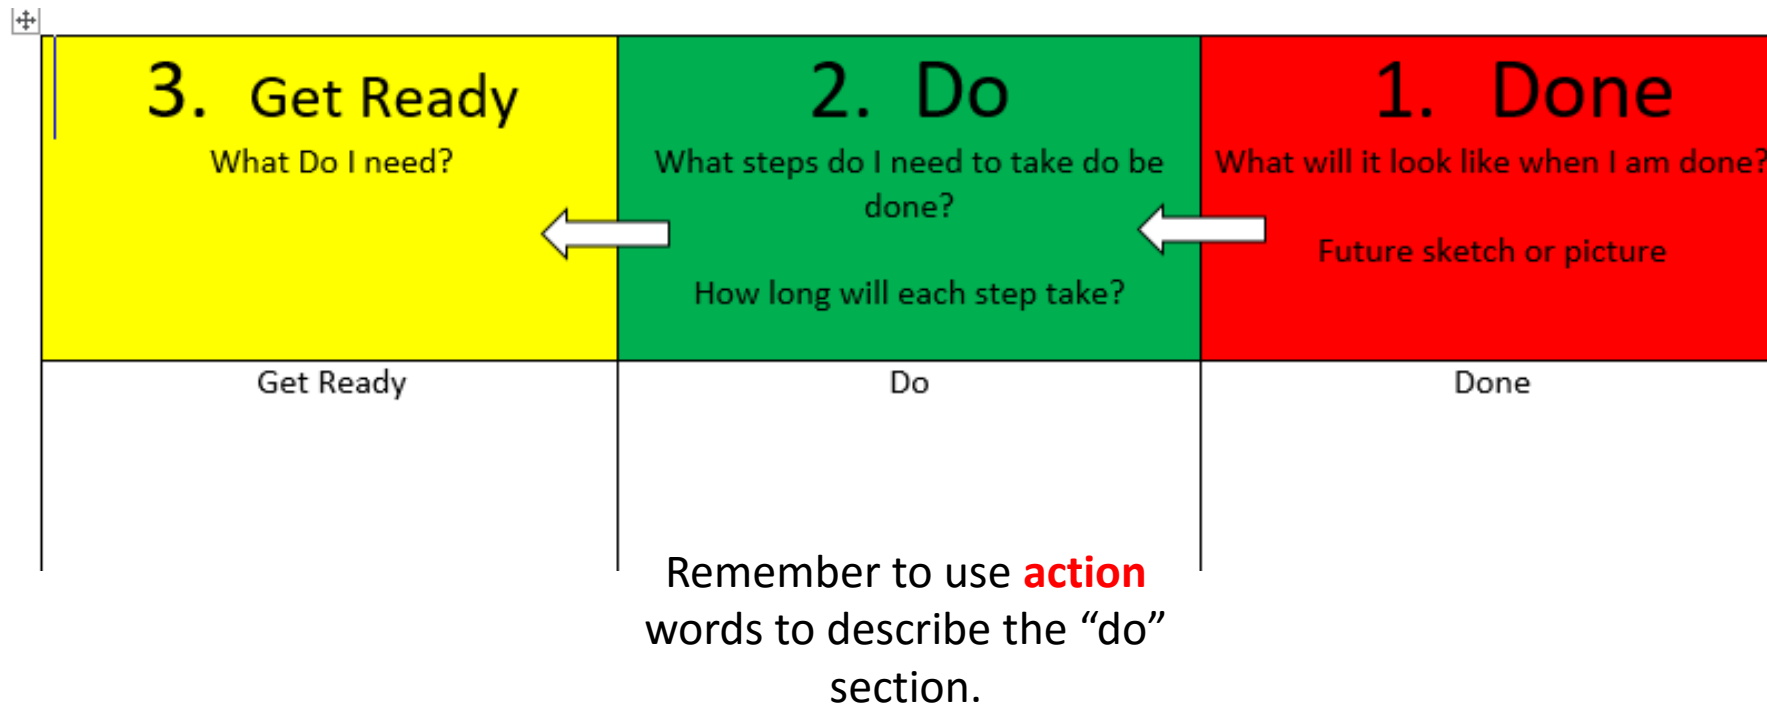 3. Get Ready
What Do I need?
2. Do
What steps do I need to take do be
done?
How long will each step take?
1. Done
What will it look like when I am done?
Future sketch or picture
Get Ready
Do
Done
Remember to use action
words to describe the “do”
section.